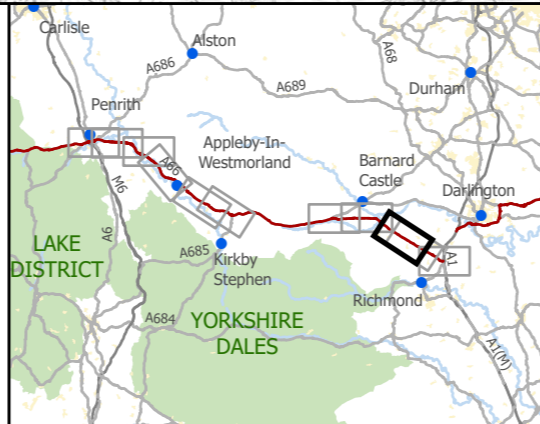 Carlisle
Alston
A68
A686
A689
Durham
Penrith
Appleby-In-
Westmorland
Barnard
Castle
A66
Darlington
M6
A6
LAKE
DISTRICT
A685
Kirkby
Stephen
A1
Richmond
A684
YORKSHIRE
DALES
A1(M)